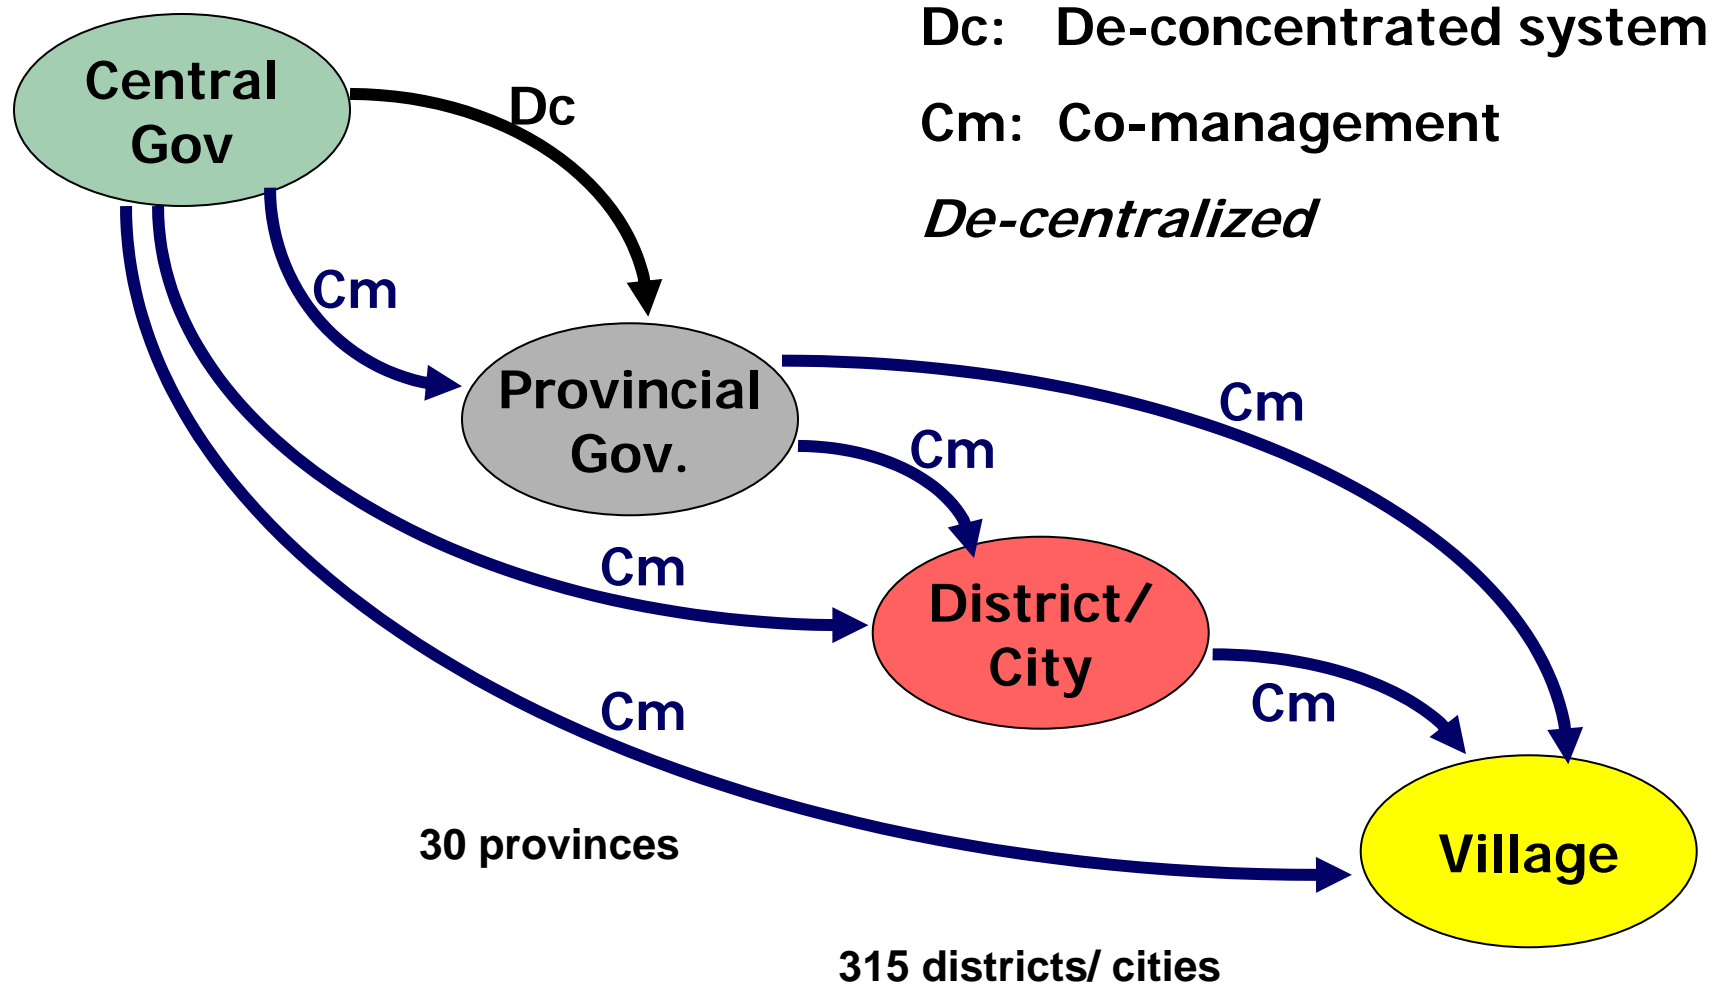 Dc: De-concentrated system
Central
Gov
Dc
Cm: Co-management
De-centralized
Cm
Provincial
Gov.
Cm
Cm
Cm
District/
City
Cm
Cm
30 provinces
Village
315 districts/ cities